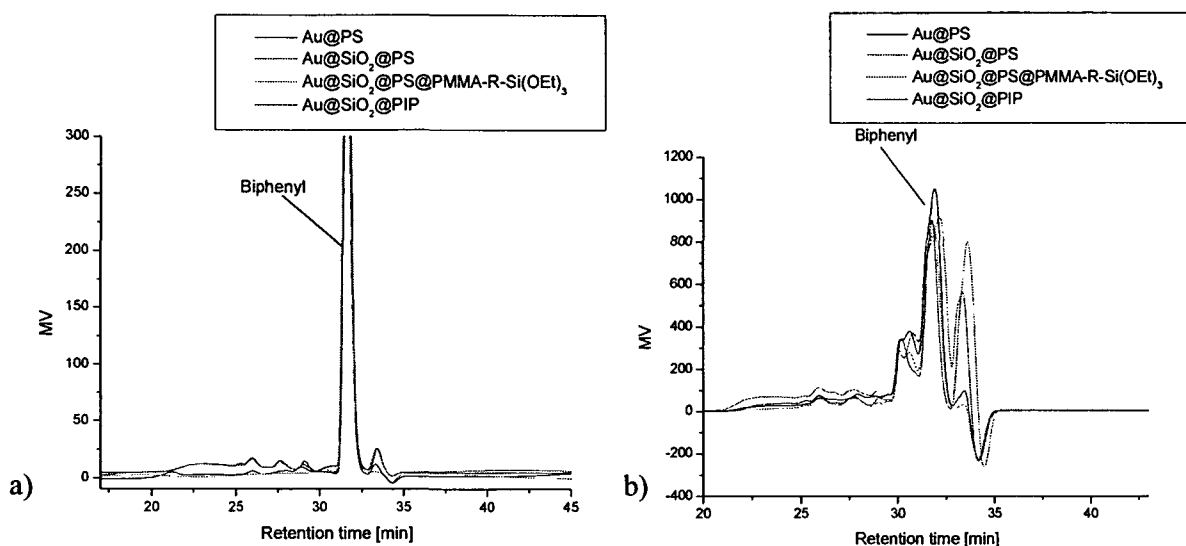 Au@PS
Au@SiO₂@PS
Au@SiO₂@PS@PMMA-R-Si(OEt)₃
Au@SiO₂@PIP
300
250
200
150
100
50
0
MV
Biphenyl
20
25
30
35
40
45
Retention time [min]
a)
Au@PS
Au@SiO₂@PS
Au@SiO₂@PS@PMMA-R-Si(OEt)₃
Au@SiO₂@PIP
Biphenyl
1200
1000
800
600
400
200
0
-200
-400
MV
20
25
30
35
40
Retention time [min]
b)